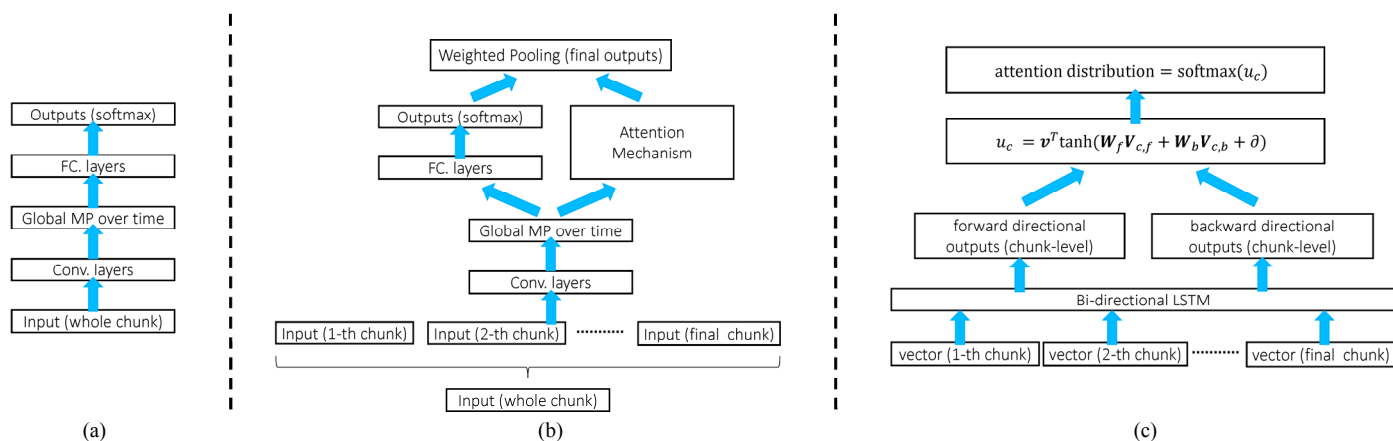 Outputs (softmax)
FC. layers
Global MP over time
Conv. layers
Input (whole chunk)
(a)
Weighted Pooling (final outputs)
Outputs (softmax)
Attention
Mechanism
FC. layers
Global MP over time
Conv. layers
Input (1-th chunk) Input (2-th chunk) ·········· Input (final chunk)
Input (whole chunk)
(b)
attention distribution = softmax(u_c)
u_c = v^T tanh(W_f V_{c,f} + W_b V_{c,b} + ∂)
forward directional
outputs (chunk-level)
backward directional
outputs (chunk-level)
Bi-directional LSTM
vector (1-th chunk) vector (2-th chunk) ·········· vector (final chunk)
(c)